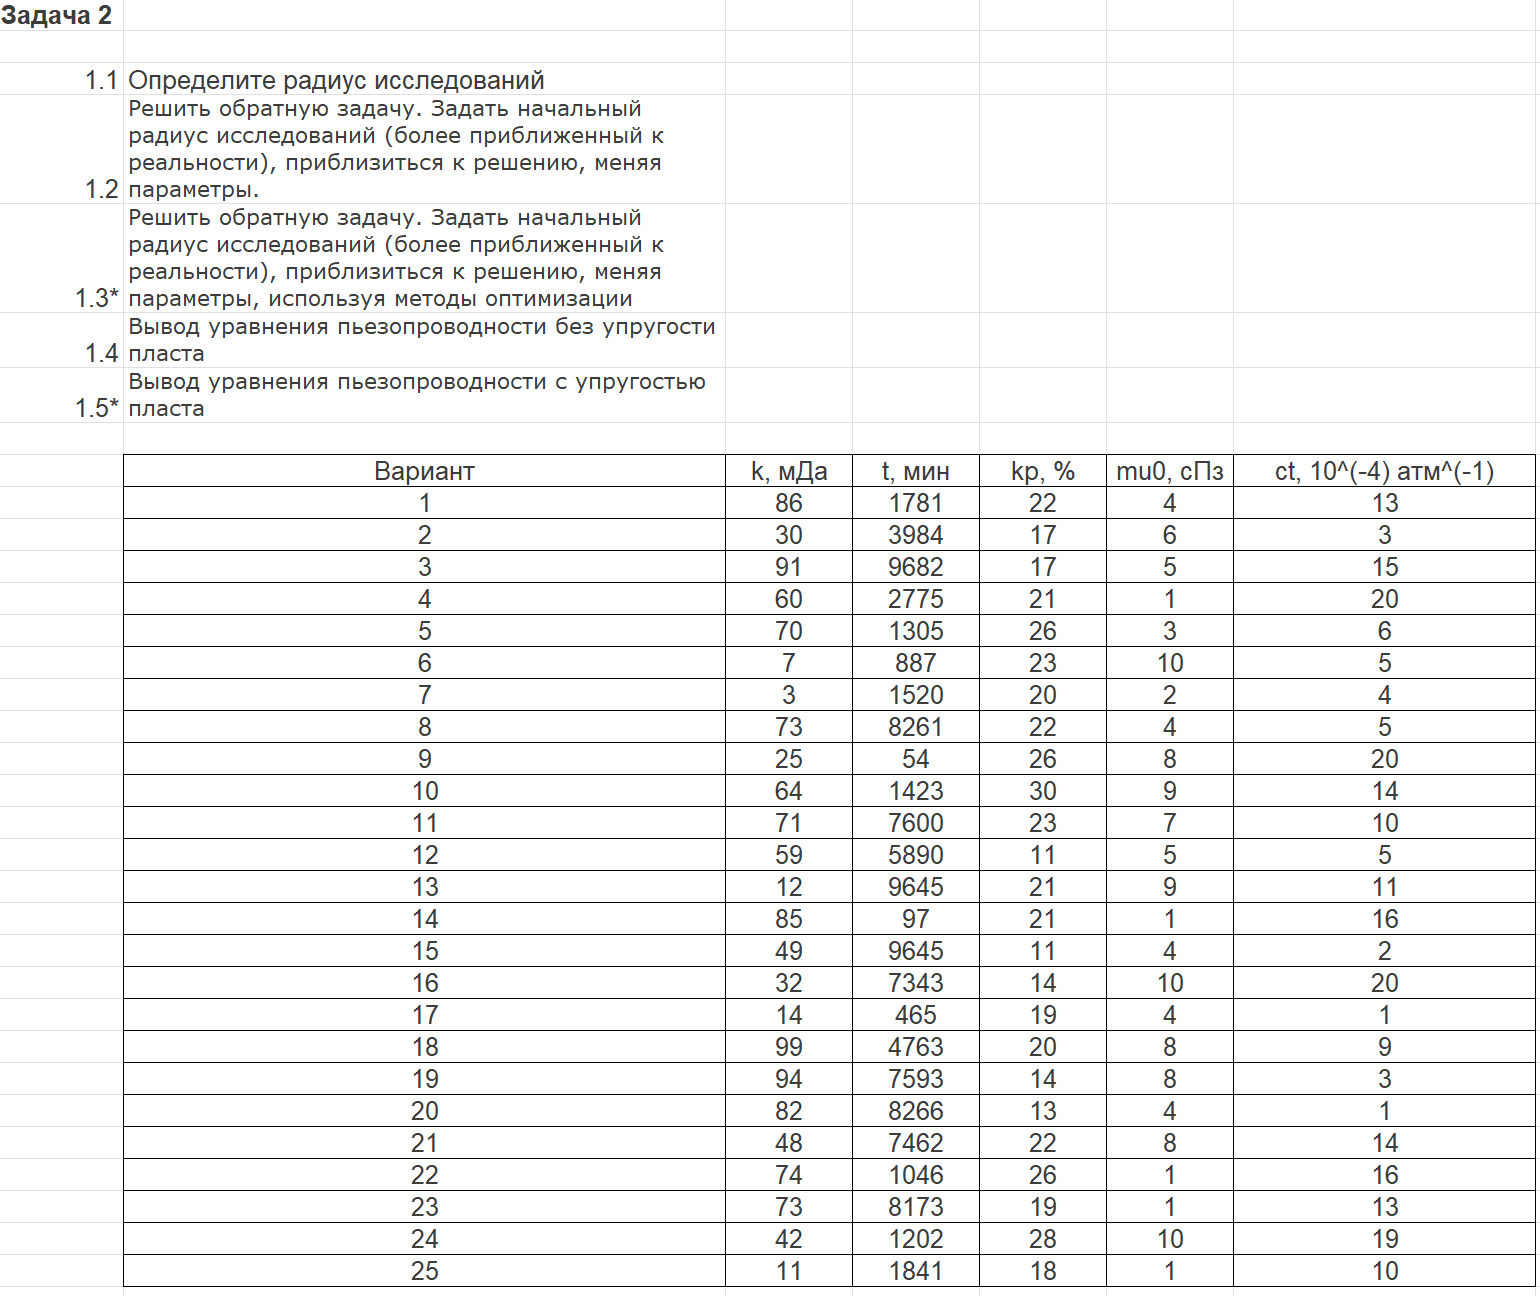 Задача 2
1.1 Определите радиус исследований
Решить обратную задачу. Задать начальный
радиус исследований (более приближенный к
реальности), приблизиться к решению, меняя
1.2 параметры.
Решить обратную задачу. Задать начальный
радиус исследований (более приближенный к
реальности), приблизиться к решению, меняя
1.3* параметры, используя методы оптимизации
Вывод уравнения пьезопроводности без упругости
1.4 пласта
Вывод уравнения пьезопроводности с упругостью
1.5* пласта
Вариант k, мДа t, мин kp, % mu0, сПз ct, 10^(-4) атм^(-1)
1 86 1781 22 4 13
2 30 3984 17 6 3
3 91 9682 17 5 15
4 60 2775 21 1 20
5 70 1305 26 3 6
6 7 887 23 10 5
7 3 1520 20 2 4
8 73 8261 22 4 5
9 25 54 26 8 20
10 64 1423 30 9 14
11 71 7600 23 7 10
12 59 5890 11 5 5
13 12 9645 21 9 11
14 85 97 21 1 16
15 49 9645 11 4 2
16 32 7343 14 10 20
17 14 465 19 4 1
18 99 4763 20 8 9
19 94 7593 14 8 3
20 82 8266 13 4 1
21 48 7462 22 8 14
22 74 1046 26 1 16
23 73 8173 19 1 13
24 42 1202 28 10 19
25 11 1841 18 1 10